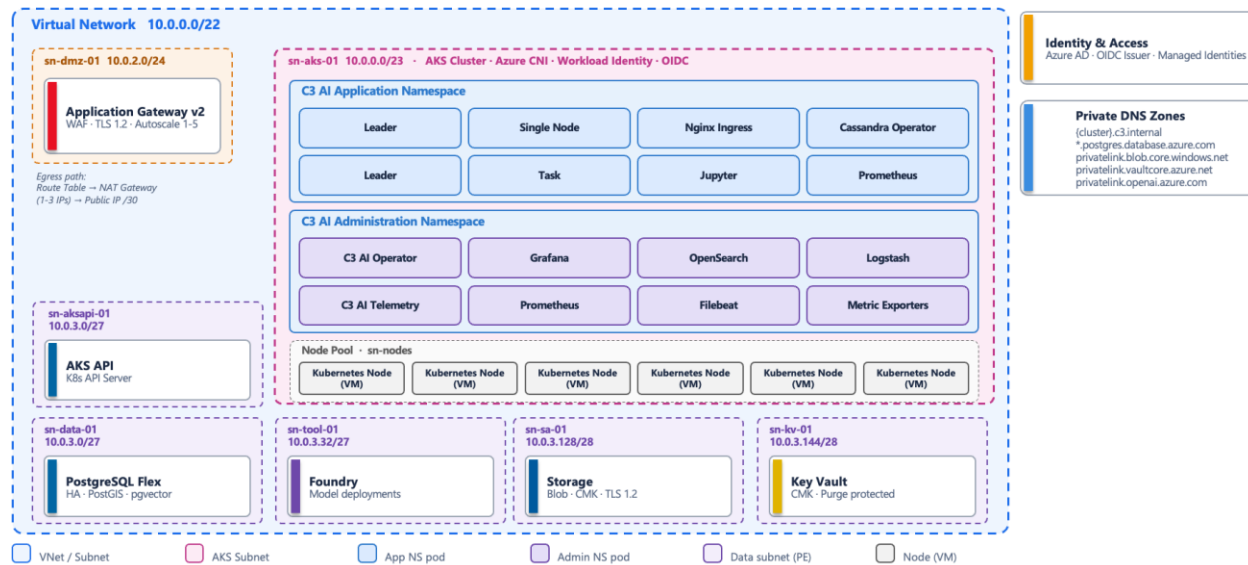 Virtual Network 10.0.0.0/22
sn-dmz-01 10.0.2.0/24
Application Gateway v2
WAF · TLS 1.2 · Autoscale 1-5
Egress path:
Route Table → NAT Gateway
(1-3 IPs) → Public IP /30
sn-aks-01 10.0.0.0/23 · AKS Cluster · Azure CNI · Workload Identity · OIDC
C3 AI Application Namespace
Leader
Single Node
Nginx Ingress
Cassandra Operator
Leader
Task
Jupyter
Prometheus
C3 AI Administration Namespace
C3 AI Operator
Grafana
OpenSearch
Logstash
C3 AI Telemetry
Prometheus
Filebeat
Metric Exporters
Node Pool · sn-nodes
Kubernetes Node
(VM)
Kubernetes Node
(VM)
Kubernetes Node
(VM)
Kubernetes Node
(VM)
Kubernetes Node
(VM)
Kubernetes Node
(VM)
sn-aksapi-01
10.0.3.0/27
AKS API
K8s API Server
sn-data-01
10.0.3.0/27
PostgreSQL Flex
HA · PostGIS · pgvector
sn-tool-01
10.0.3.32/27
Foundry
Model deployments
sn-sa-01
10.0.3.128/28
Storage
Blob · CMK · TLS 1.2
sn-kv-01
10.0.3.144/28
Key Vault
CMK · Purge protected
Identity & Access
Azure AD · OIDC Issuer · Managed Identities
Private DNS Zones
{cluster}.c3.internal
*.postgres.database.azure.com
privatelink.blob.core.windows.net
privatelink.vaultcore.azure.net
privatelink.openai.azure.com
VNet / Subnet
AKS Subnet
App NS pod
Admin NS pod
Data subnet (PE)
Node (VM)